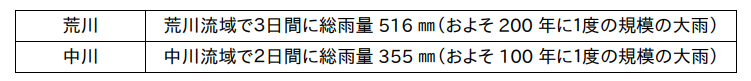 荒川 荒川流域で3日間に総雨量 516 ㎜（およそ 200 年に1度の規模の大雨）
中川 中川流域で2日間に総雨量 355 ㎜（およそ 100 年に1度の規模の大雨）